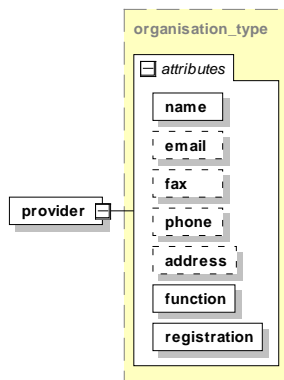 organisation_type
attributes
name
email
fax
phone
provider
address
function
registration